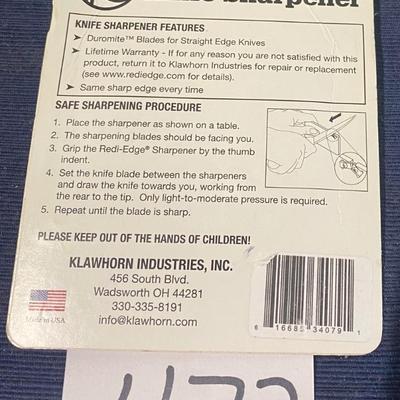 Sharpener
KNIFE SHARPENER FEATURES
➤ Duromite™ Blades for Straight Edge Knives
➤ Lifetime Warranty - If for any reason you are not satisfied with this
product, return it to Klawhorn Industries for repair or replacement
(see www.rediedge.com for details).
➤ Same sharp edge every time
SAFE SHARPENING PROCEDURE
1. Place the sharpener as shown on a table.
2. The sharpening blades should be facing you.
3. Grip the Redi-Edge® Sharpener by the thumb
indent.
4. Set the knife blade between the sharpeners
and draw the knife towards you, working from
the rear to the tip. Only light-to-moderate pressure is required.
5. Repeat until the blade is sharp.
PLEASE KEEP OUT OF THE HANDS OF CHILDREN!
KLAWHORN INDUSTRIES, INC.
456 South Blvd.
Wadsworth OH 44281
330-335-8191
info@klawhorn.com
Made in USA
6 16685 34079 1